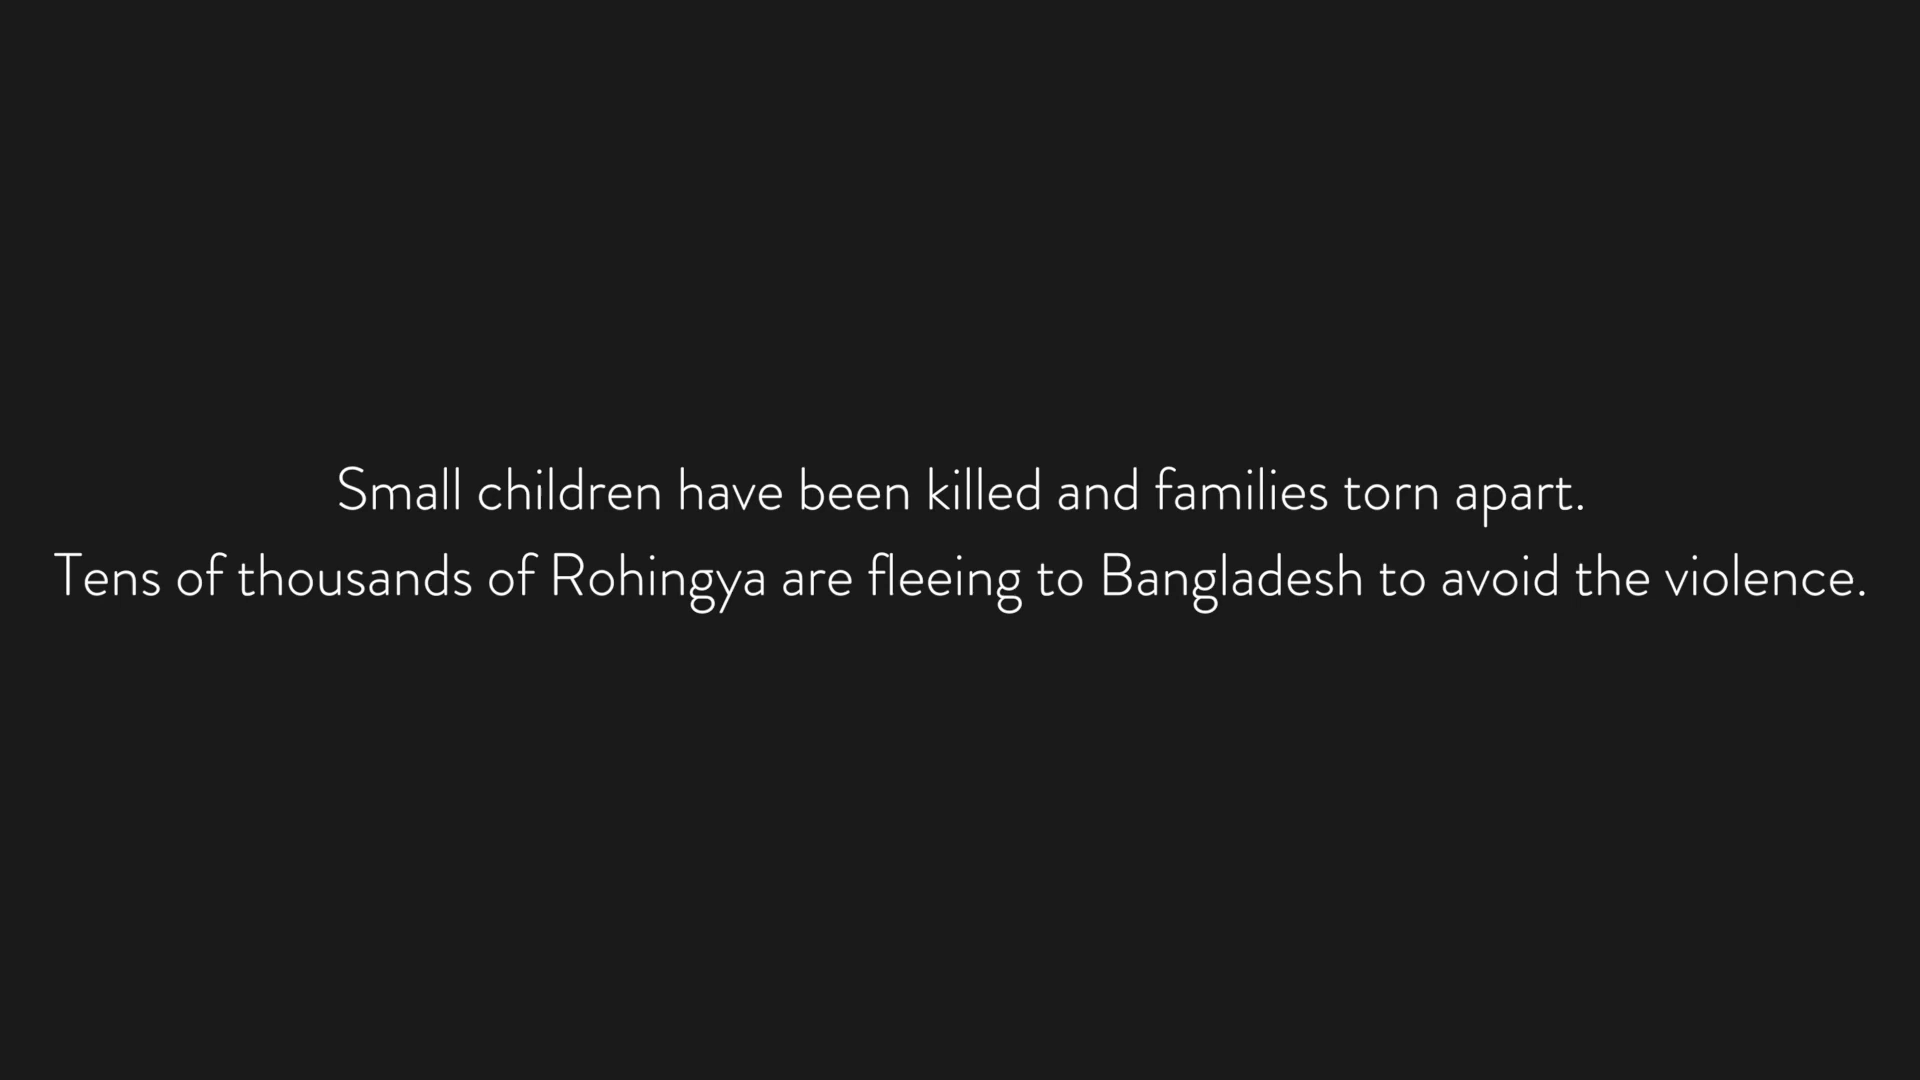 Small children have been killed and families torn apart.
Tens of thousands of Rohingya are fleeing to Bangladesh to avoid the violence.